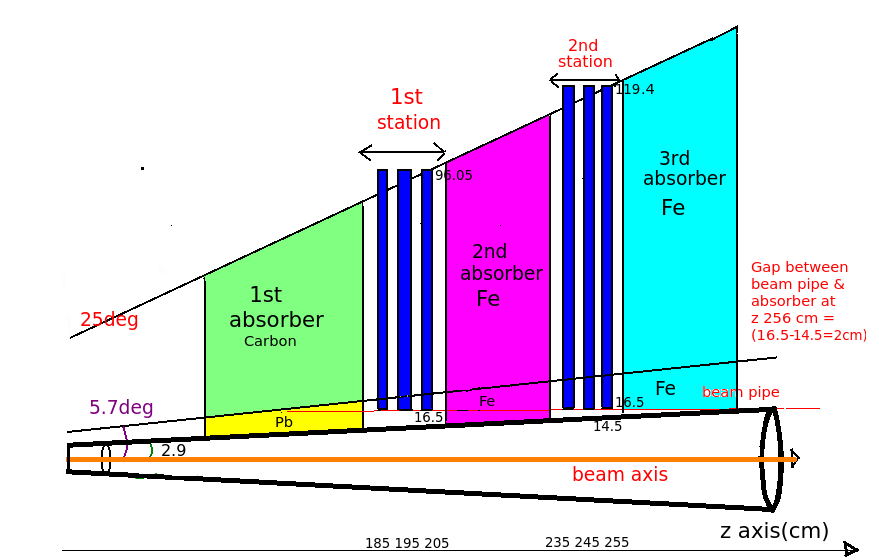 2nd
station
119.4
1st
station
96.05
3rd
absorber
Fe
2nd
absorber
Fe
Gap between
beam pipe &
absorber at
z 256 cm =
(16.5-14.5=2cm)
1st
absorber
Carbon
25deg
5.7deg
Fe
beam pipe
Fe
16.5
16.5
14.5
Pb
2.9
beam axis
z axis(cm)
185 195 205
235 245 255